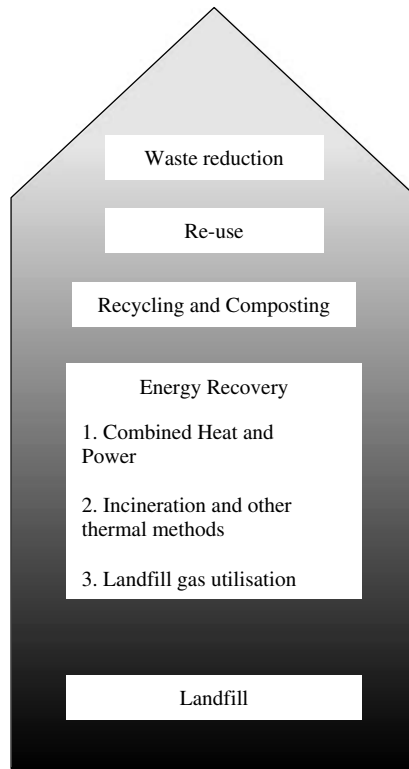 Waste reduction
Re-use
Recycling and Composting
Energy Recovery
1. Combined Heat and
Power
2. Incineration and other
thermal methods
3. Landfill gas utilisation
Landfill